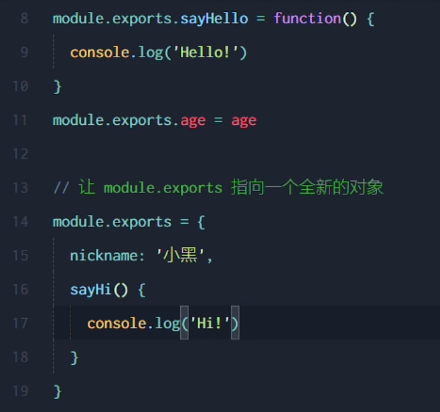 8 module.exports.sayHello = function() {
9 console.log('Hello!')
10 }
11 module.exports.age = age
12
13 // 让 module.exports 指向一个全新的对象
14 module.exports = {
15 nickname: '小黑',
16 sayHi() {
17 console.log('Hi!')
18 }
19 }